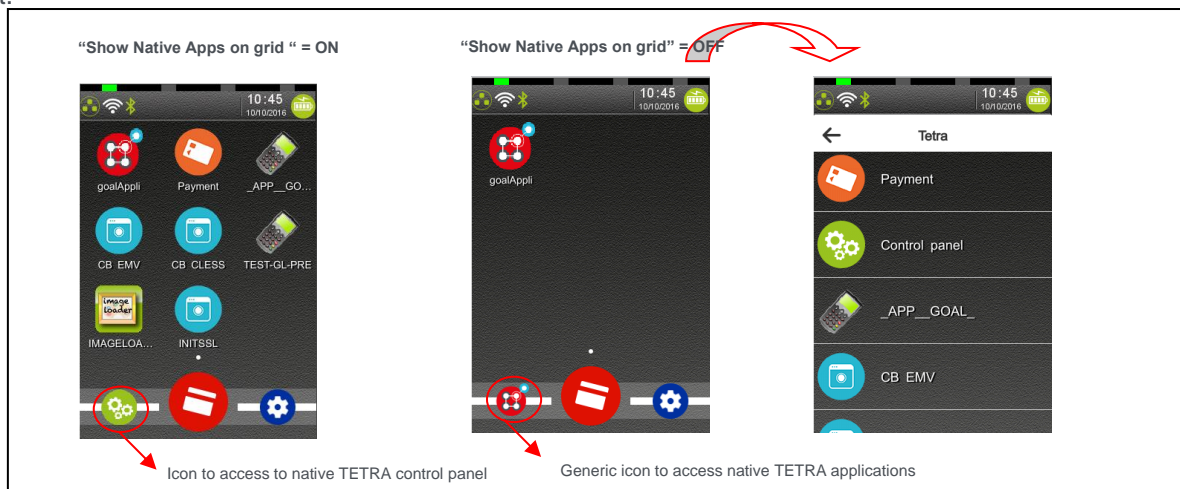 t.
“Show Native Apps on grid “ = ON
“Show Native Apps on grid” = OFF
10:45
10/10/2016
goalAppli
Payment
_APP__GO...
CB EMV
CB CLESS
TEST-GL-PRE
image
loader
IMAGELOA...
INITSSL
10:45
10/10/2016
goalAppli
10:45
10/10/2016
Tetra
Payment
Control panel
_APP__GOAL_
CB EMV
Icon to access to native TETRA control panel
Generic icon to access native TETRA applications